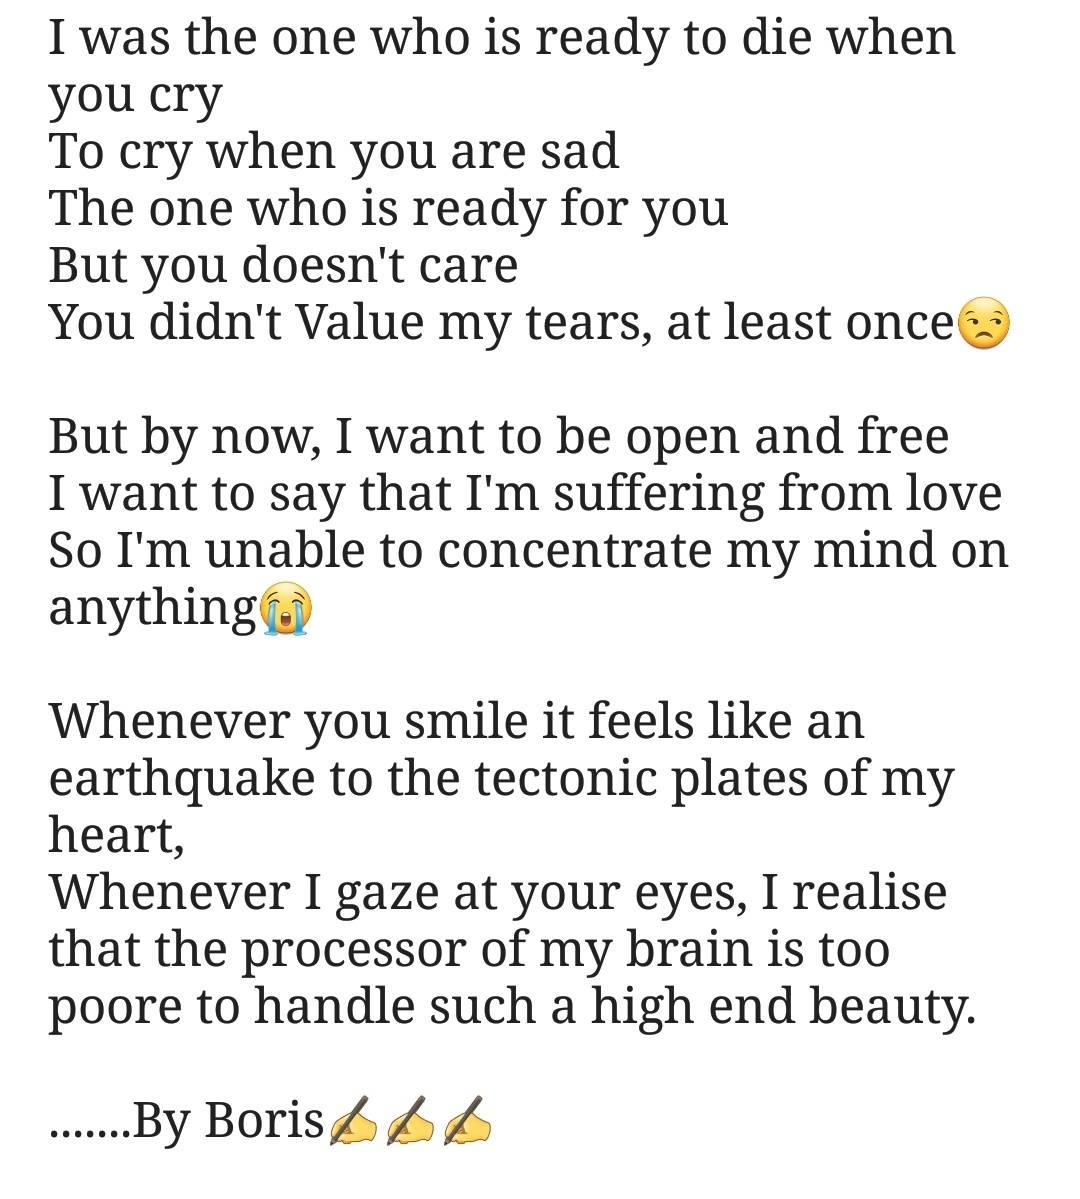 I was the one who is ready to die when
you cry
To cry when you are sad
The one who is ready for you
But you doesn't care
You didn't Value my tears, at least once😒
But by now, I want to be open and free
I want to say that I'm suffering from love
So I'm unable to concentrate my mind on
anything😭
Whenever you smile it feels like an
earthquake to the tectonic plates of my
heart,
Whenever I gaze at your eyes, I realise
that the processor of my brain is too
poore to handle such a high end beauty.
.......By Boris✍✍✍